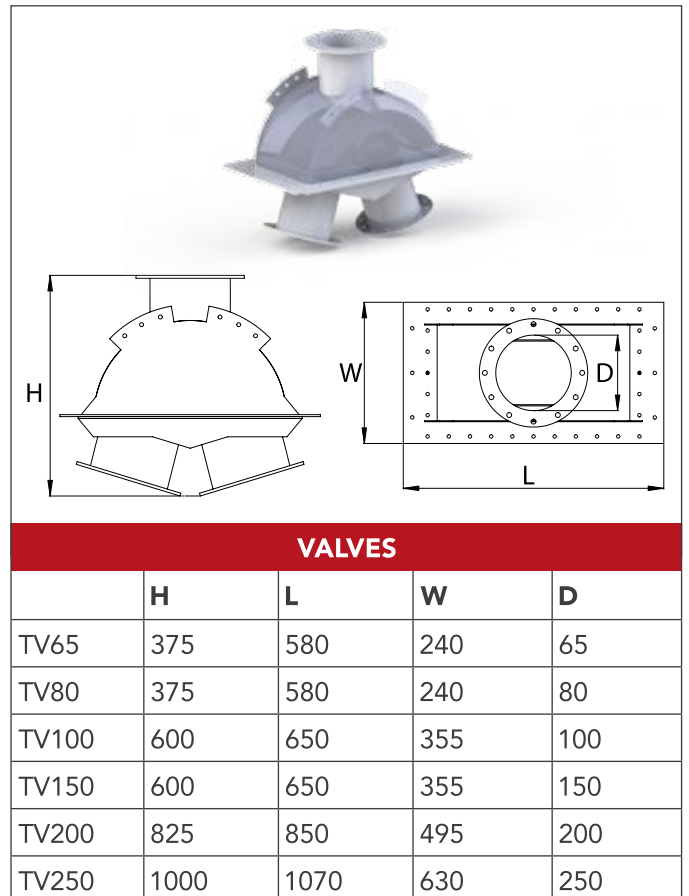 H
W
D
L
VALVES
H L W D
TV65 375 580 240 65
TV80 375 580 240 80
TV100 600 650 355 100
TV150 600 650 355 150
TV200 825 850 495 200
TV250 1000 1070 630 250